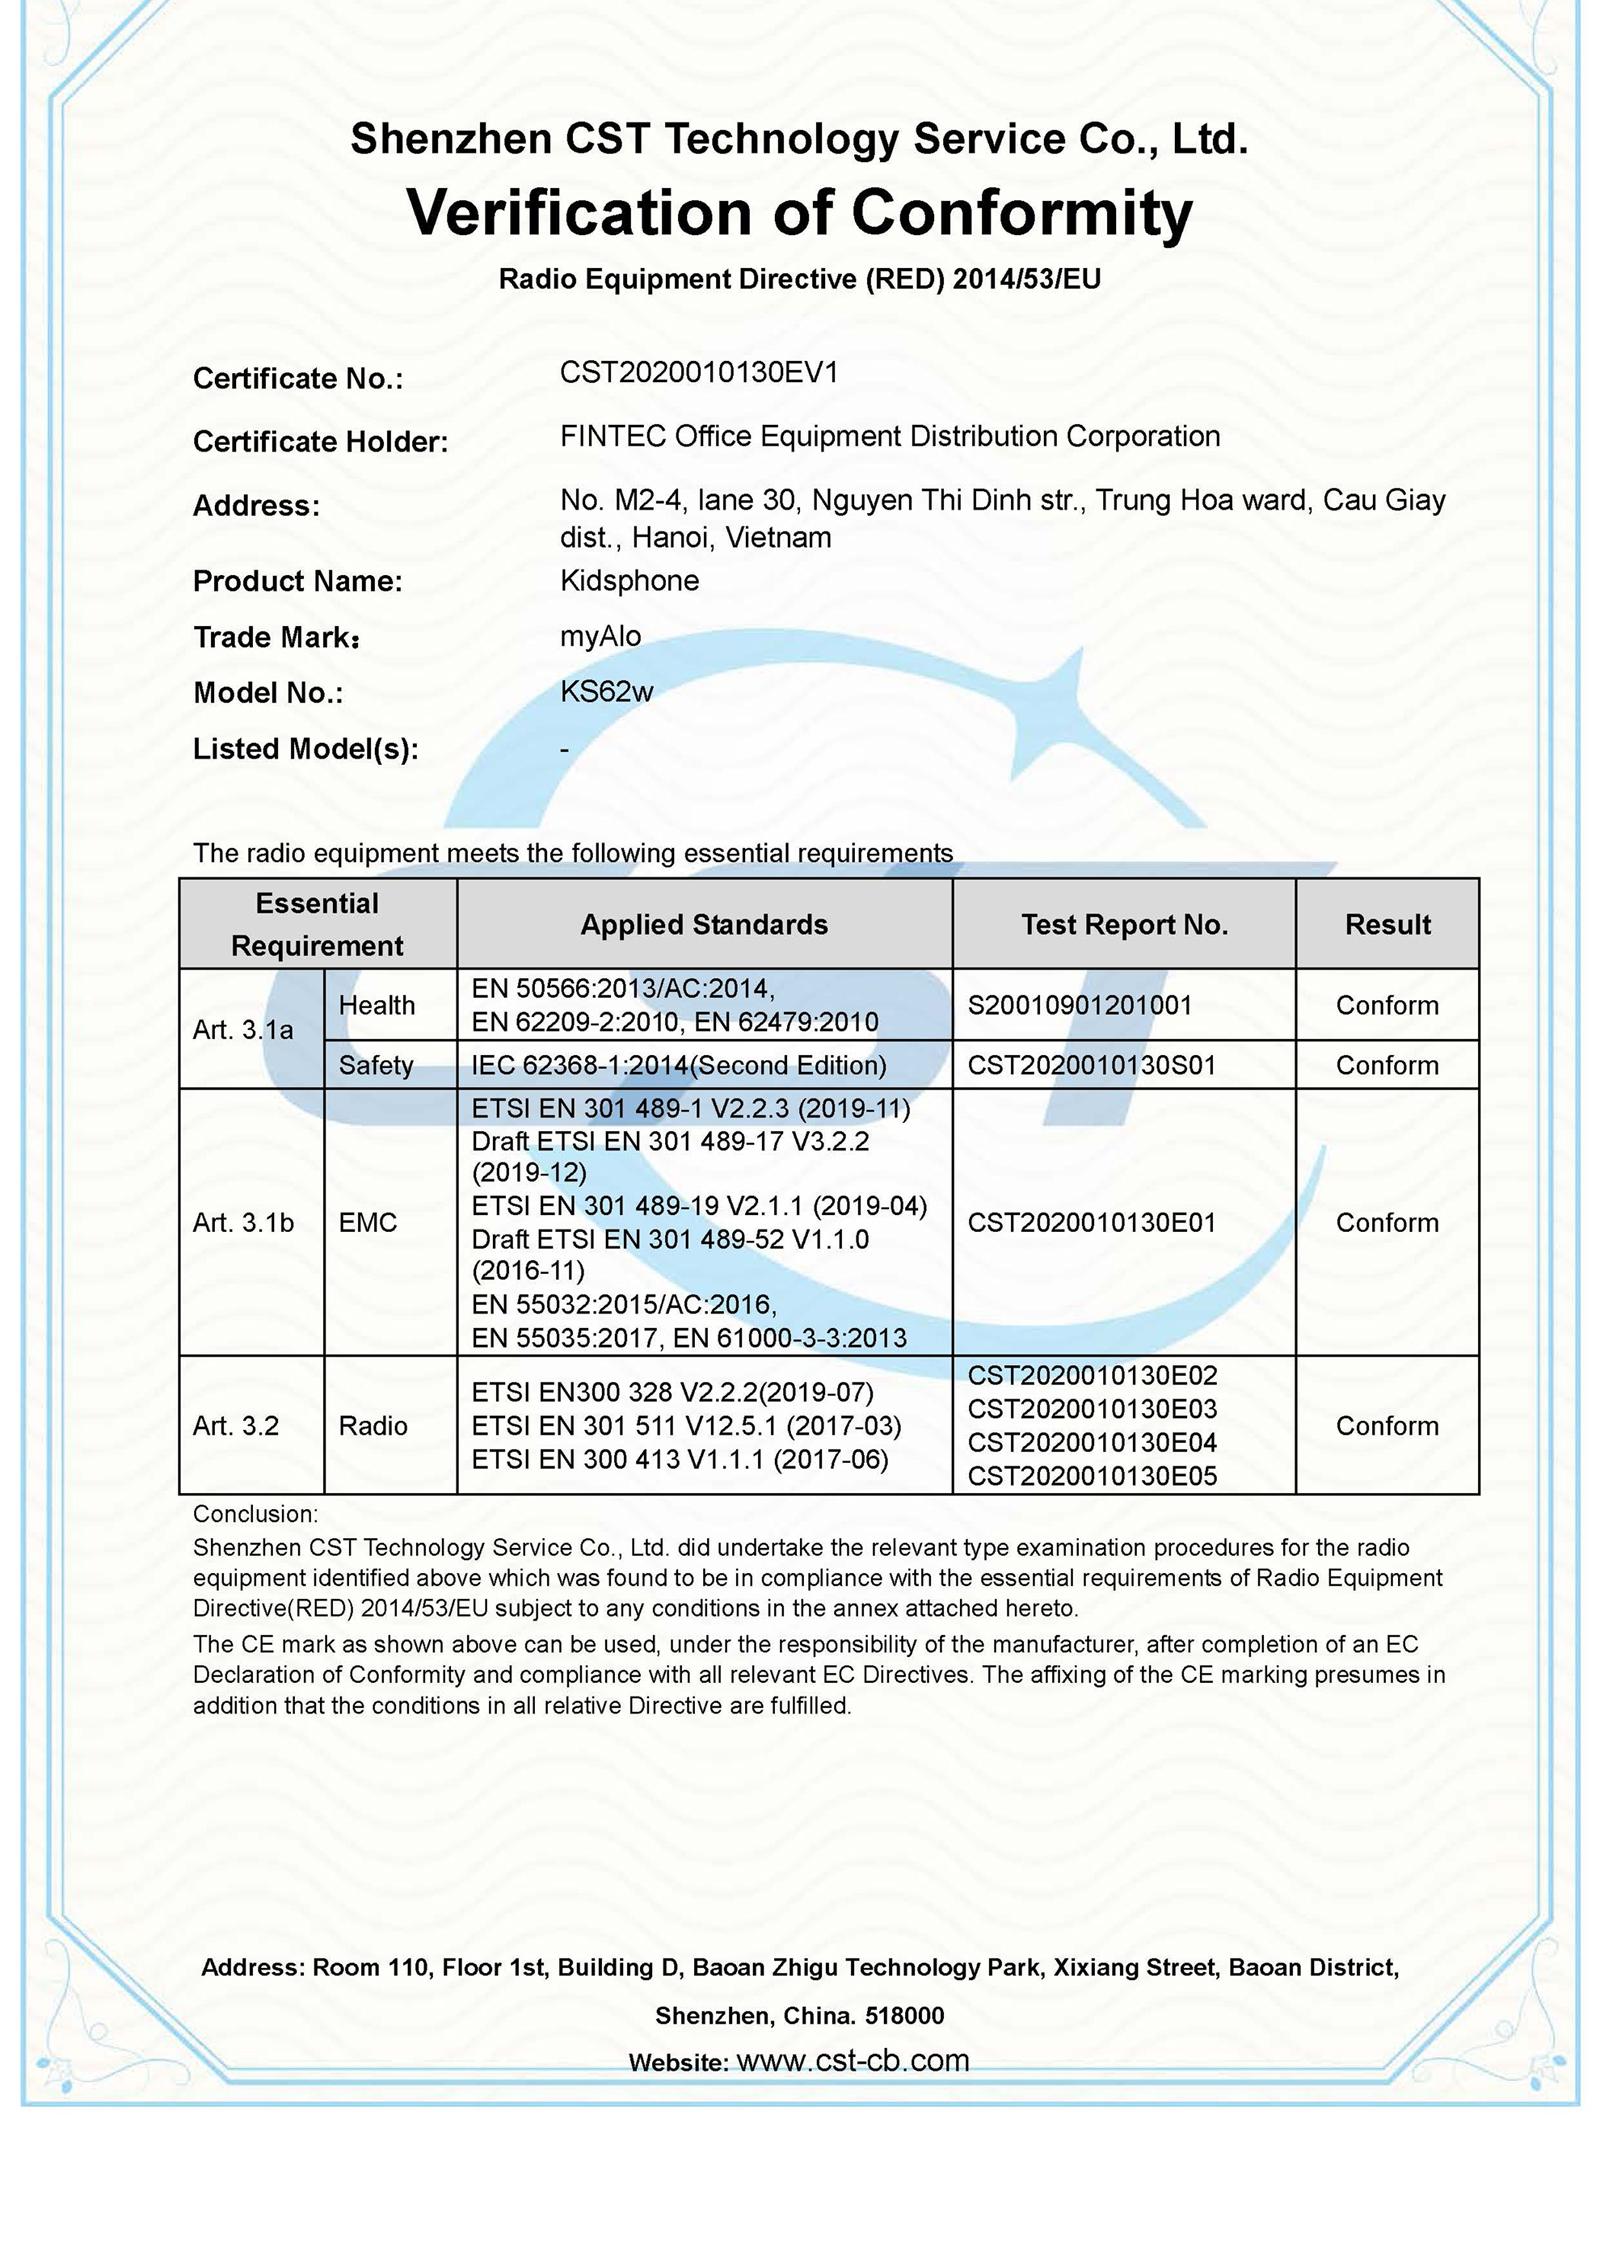 Shenzhen CST Technology Service Co., Ltd.
Verification of Conformity
Radio Equipment Directive (RED) 2014/53/EU
Certificate No.: CST2020010130EV1
Certificate Holder: FINTEC Office Equipment Distribution Corporation
Address: No. M2-4, lane 30, Nguyen Thi Dinh str., Trung Hoa ward, Cau Giay
dist., Hanoi, Vietnam
Product Name: Kidsphone
Trade Mark: myAlo
Model No.: KS62w
Listed Model(s): -
The radio equipment meets the following essential requirements
CST
Essential
Requirement
Applied Standards
Test Report No.
Result
Art. 3.1a
Health
EN 50566:2013/AC:2014,
EN 62209-2:2010, EN 62479:2010
S20010901201001
Conform
Safety
IEC 62368-1:2014(Second Edition)
CST2020010130S01
Conform
Art. 3.1b
EMC
ETSI EN 301 489-1 V2.2.3 (2019-11)
Draft ETSI EN 301 489-17 V3.2.2
(2019-12)
ETSI EN 301 489-19 V2.1.1 (2019-04)
Draft ETSI EN 301 489-52 V1.1.0
(2016-11)
EN 55032:2015/AC:2016,
EN 55035:2017, EN 61000-3-3:2013
CST2020010130E01
Conform
Art. 3.2
Radio
ETSI EN300 328 V2.2.2(2019-07)
ETSI EN 301 511 V12.5.1 (2017-03)
ETSI EN 300 413 V1.1.1 (2017-06)
CST2020010130E02
CST2020010130E03
CST2020010130E04
CST2020010130E05
Conform
Conclusion:
Shenzhen CST Technology Service Co., Ltd. did undertake the relevant type examination procedures for the radio
equipment identified above which was found to be in compliance with the essential requirements of Radio Equipment
Directive(RED) 2014/53/EU subject to any conditions in the annex attached hereto.
The CE mark as shown above can be used, under the responsibility of the manufacturer, after completion of an EC
Declaration of Conformity and compliance with all relevant EC Directives. The affixing of the CE marking presumes in
addition that the conditions in all relative Directive are fulfilled.
Address: Room 110, Floor 1st, Building D, Baoan Zhigu Technology Park, Xixiang Street, Baoan District,
Shenzhen, China. 518000
Website: www.cst-cb.com